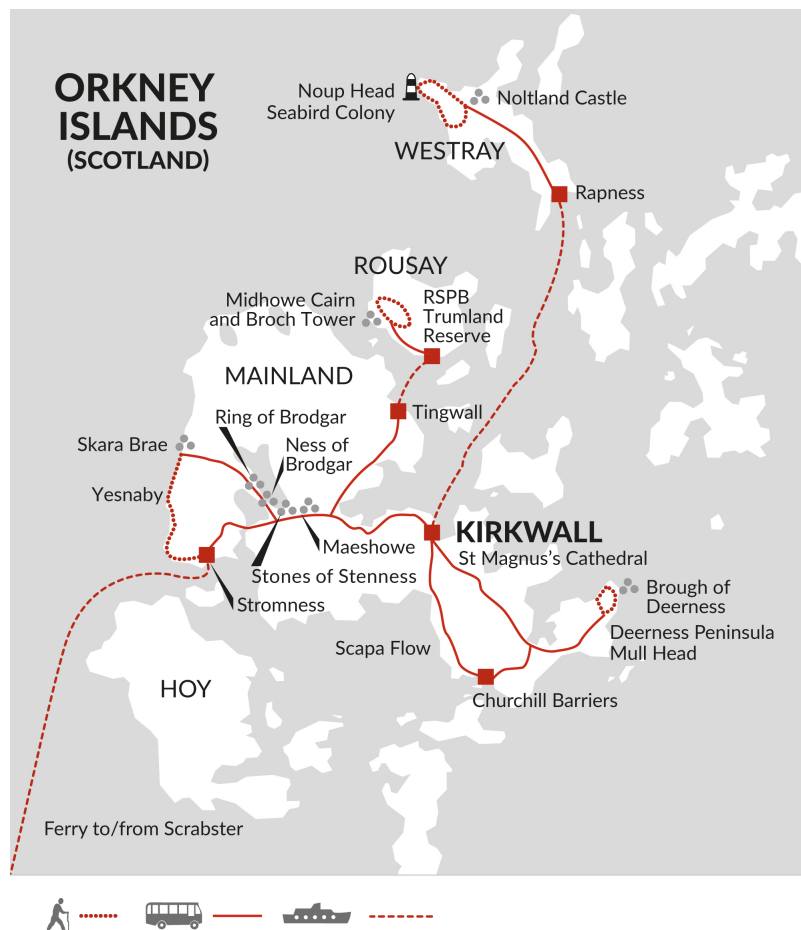 ORKNEY
ISLANDS
(SCOTLAND)
Noup Head
Seabird Colony
Noltland Castle
WESTRAY
Rapness
ROUSAY
Midhowe Cairn
and Broch Tower
RSPB
Trumland
Reserve
MAINLAND
Tingwall
Ring of Brodgar
Skara Brae
Ness of
Brodgar
Yesnaby
KIRKWALL
St Magnus's Cathedral
Maeshowe
Stones of Stenness
Stromness
Brough of
Deerness
Deerness Peninsula
Mull Head
Scapa Flow
HOY
Churchill Barriers
Ferry to/from Scrabster